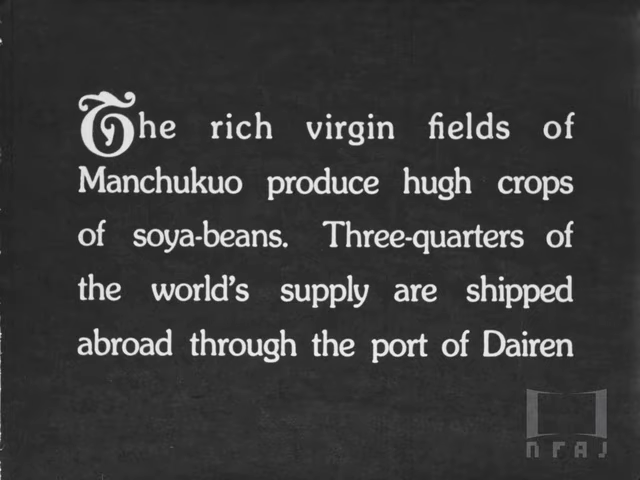 The rich virgin fields of
Manchukuo produce hugh crops
of soya-beans. Three-quarters of
the world's supply are shipped
abroad through the port of Dairen
NFAJ